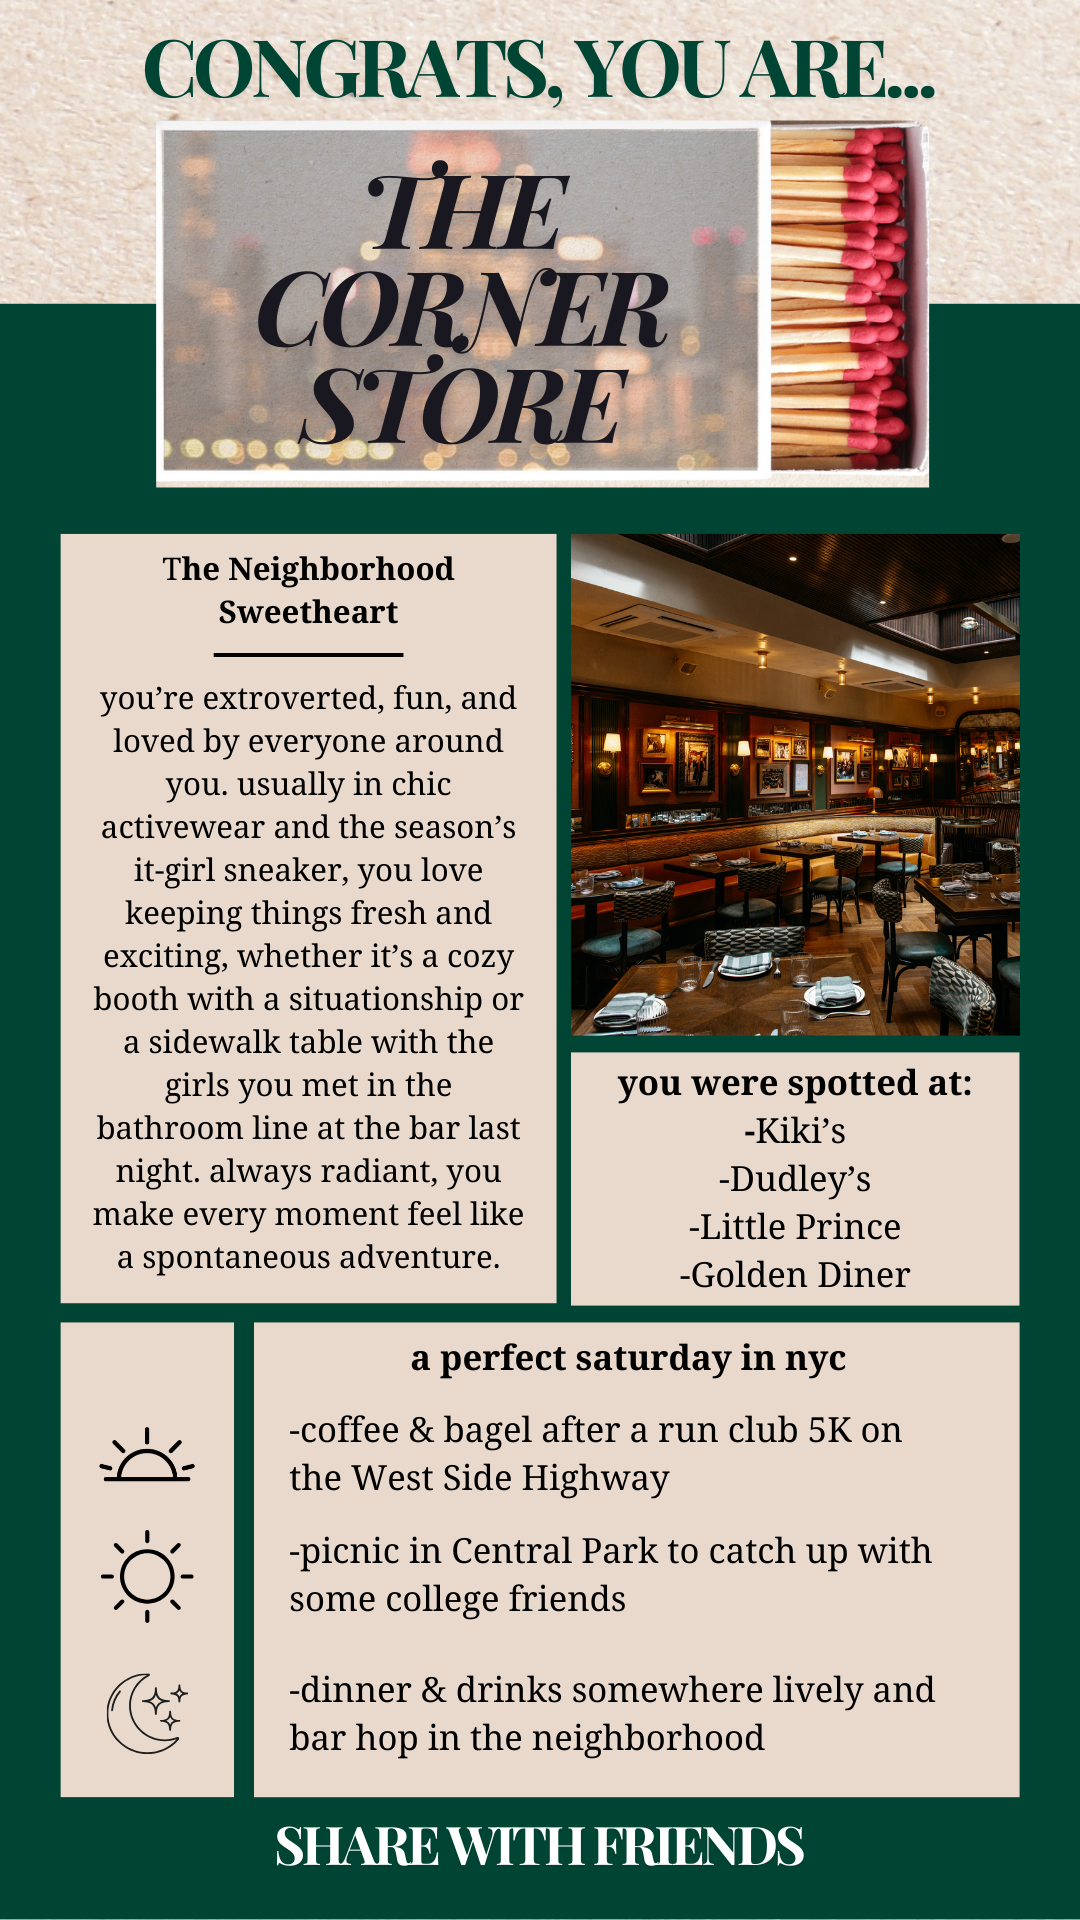 CONGRATS, YOU ARE...
THE
CORNER
STORE
The Neighborhood
Sweetheart
you’re extroverted, fun, and
loved by everyone around
you. usually in chic
activewear and the season’s
it-girl sneaker, you love
keeping things fresh and
exciting, whether it’s a cozy
booth with a situationship or
a sidewalk table with the
girls you met in the
bathroom line at the bar last
night. always radiant, you
make every moment feel like
a spontaneous adventure.
you were spotted at:
-Kiki’s
-Dudley’s
-Little Prince
-Golden Diner
a perfect saturday in nyc
-coffee & bagel after a run club 5K on
the West Side Highway
-picnic in Central Park to catch up with
some college friends
-dinner & drinks somewhere lively and
bar hop in the neighborhood
SHARE WITH FRIENDS